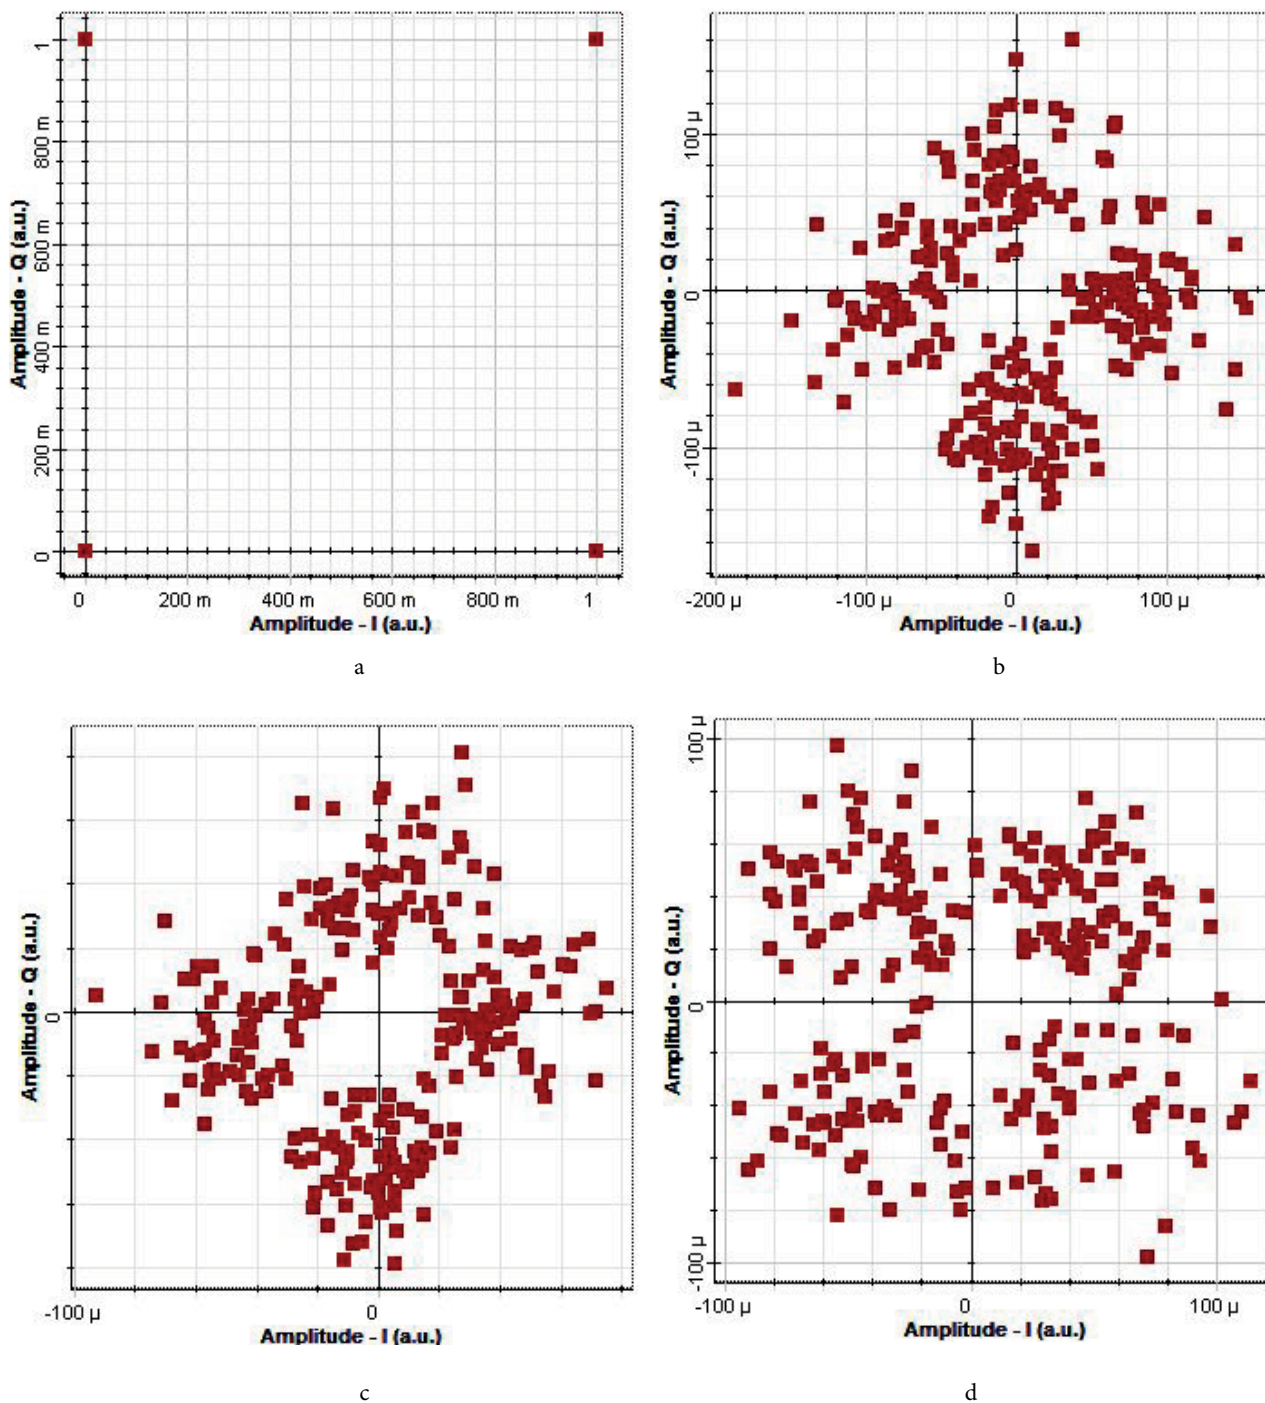 1
800 m
600 m
400 m
200 m
0
Amplitude - Q (a.u.)
0 200 m 400 m 600 m 800 m 1
Amplitude - I (a.u.)
a
100 µ
0
-100 µ
Amplitude - Q (a.u.)
-200 µ -100 µ 0 100 µ
Amplitude - I (a.u.)
b
0
Amplitude - Q (a.u.)
-100 µ 0
Amplitude - I (a.u.)
c
100 µ
0
-100 µ
Amplitude - Q (a.u.)
-100 µ 0 100 µ
Amplitude - I (a.u.)
d